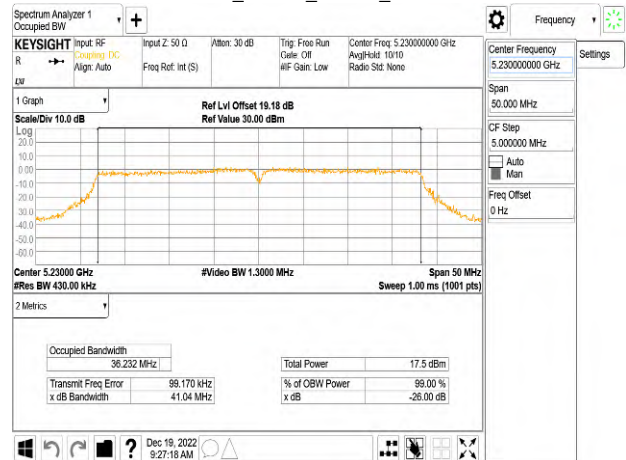 Spectrum Analyzer 1
Occupied BW
+
Frequency
KEYSIGHT
Input: RF
Coupling: DC
Align: Auto
Input Z: 50 Ω
Freq Ref: Int (S)
Atten: 30 dB
Trig: Free Run
Gate: Off
#IF Gain: Low
Center Freq: 5.230000000 GHz
Avg|Hold: 10/10
Radio Std: None
R
LXI
Center Frequency
5.230000000 GHz
Settings
Span
50.000 MHz
CF Step
5.000000 MHz
Auto
Man
Freq Offset
0 Hz
1 Graph
Scale/Div 10.0 dB
Ref Lvl Offset 19.18 dB
Ref Value 30.00 dBm
Log
20.0
10.0
0.00
-10.0
-20.0
-30.0
-40.0
-50.0
-60.0
Center 5.23000 GHz
#Res BW 430.00 kHz
#Video BW 1.3000 MHz
Span 50 MHz
Sweep 1.00 ms (1001 pts)
2 Metrics
Occupied Bandwidth
36.232 MHz
Total Power 17.5 dBm
Transmit Freq Error 99.170 kHz
% of OBW Power 99.00 %
x dB Bandwidth 41.04 MHz
x dB -26.00 dB
?
Dec 19, 2022
9:27:18 AM